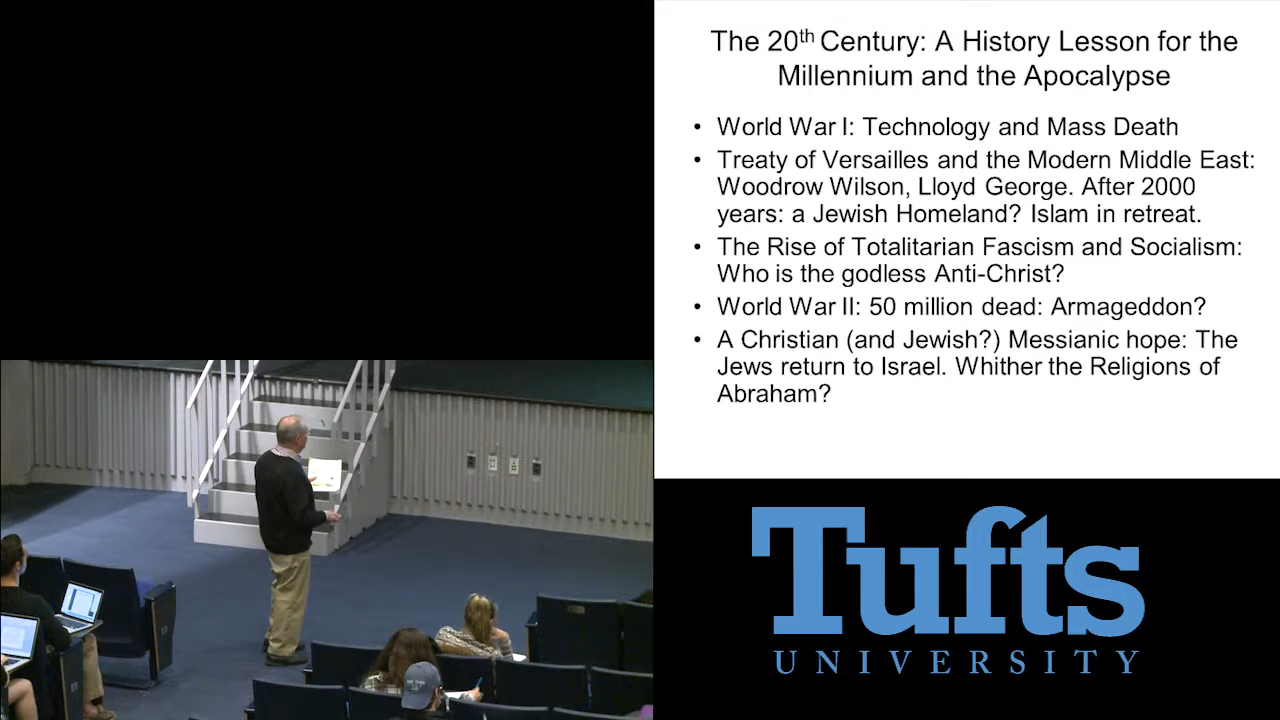 The 20th Century: A History Lesson for the
Millennium and the Apocalypse
• World War I: Technology and Mass Death
• Treaty of Versailles and the Modern Middle East:
Woodrow Wilson, Lloyd George. After 2000
years: a Jewish Homeland? Islam in retreat.
• The Rise of Totalitarian Fascism and Socialism:
Who is the godless Anti-Christ?
• World War II: 50 million dead: Armageddon?
• A Christian (and Jewish?) Messianic hope: The
Jews return to Israel. Whither the Religions of
Abraham?
Tufts
UNIVERSITY